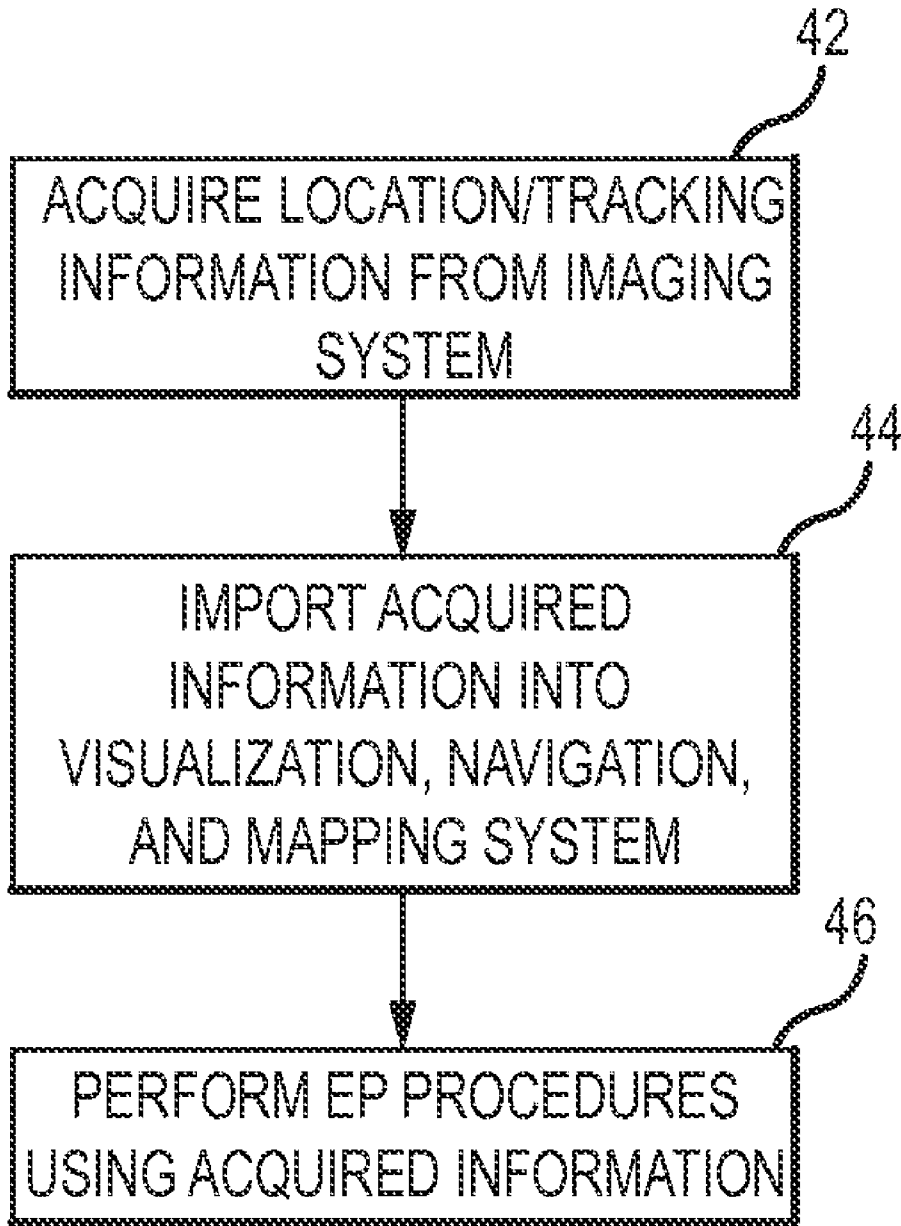 42
ACQUIRE LOCATION/TRACKING
INFORMATION FROM IMAGING
SYSTEM
44
IMPORT ACQUIRED
INFORMATION INTO
VISUALIZATION, NAVIGATION,
AND MAPPING SYSTEM
46
PERFORM EP PROCEDURES
USING ACQUIRED INFORMATION